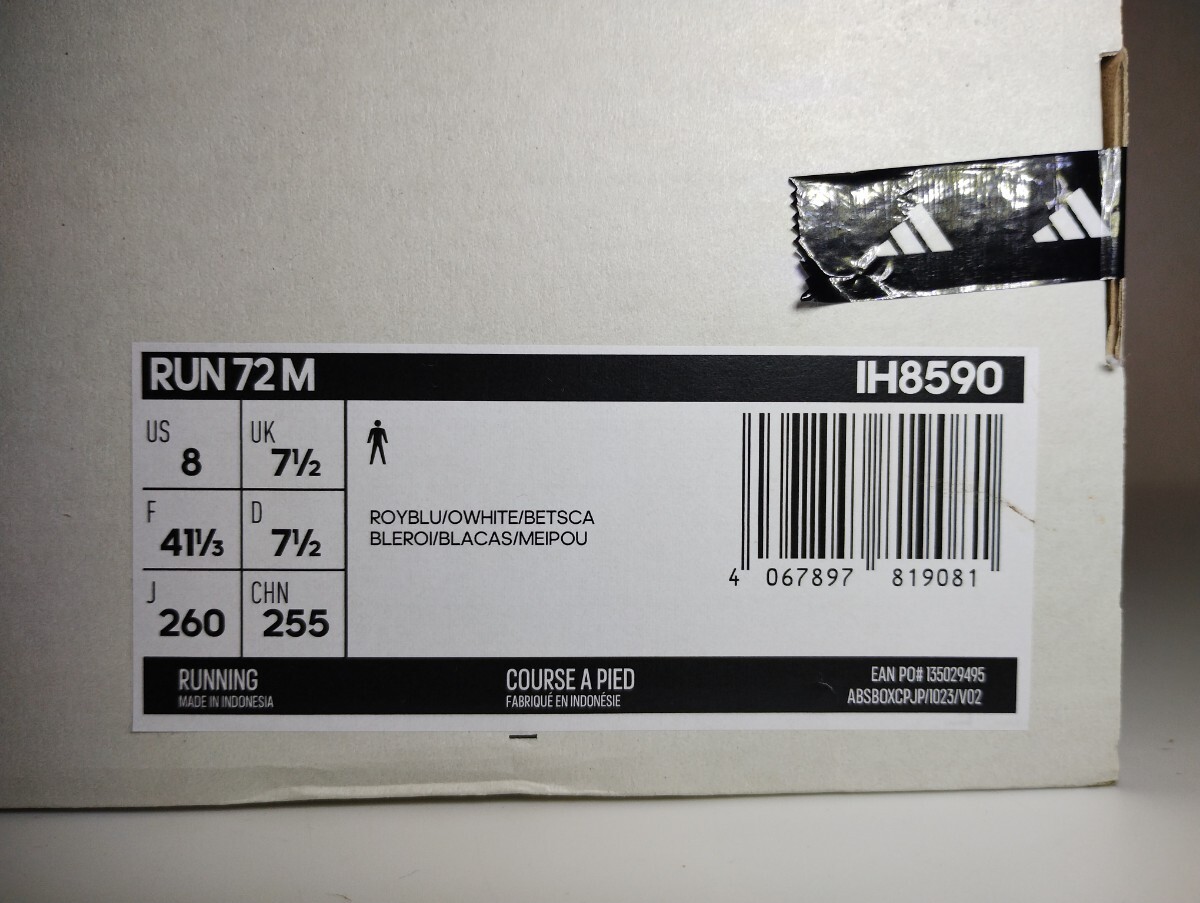 RUN 72 M IH8590
US 8 UK 7½
F 41⅓ D 7½
J 260 CHN 255
ROYBLU/OWHITE/BETSCA
BLEROI/BLACAS/MEIPOU
4 067897 819081
RUNNING
MADE IN INDONESIA
COURSE A PIED
FABRIQUÉ EN INDONÉSIE
EAN PO# 135029495
ABSBOXCPJP/1023/V02